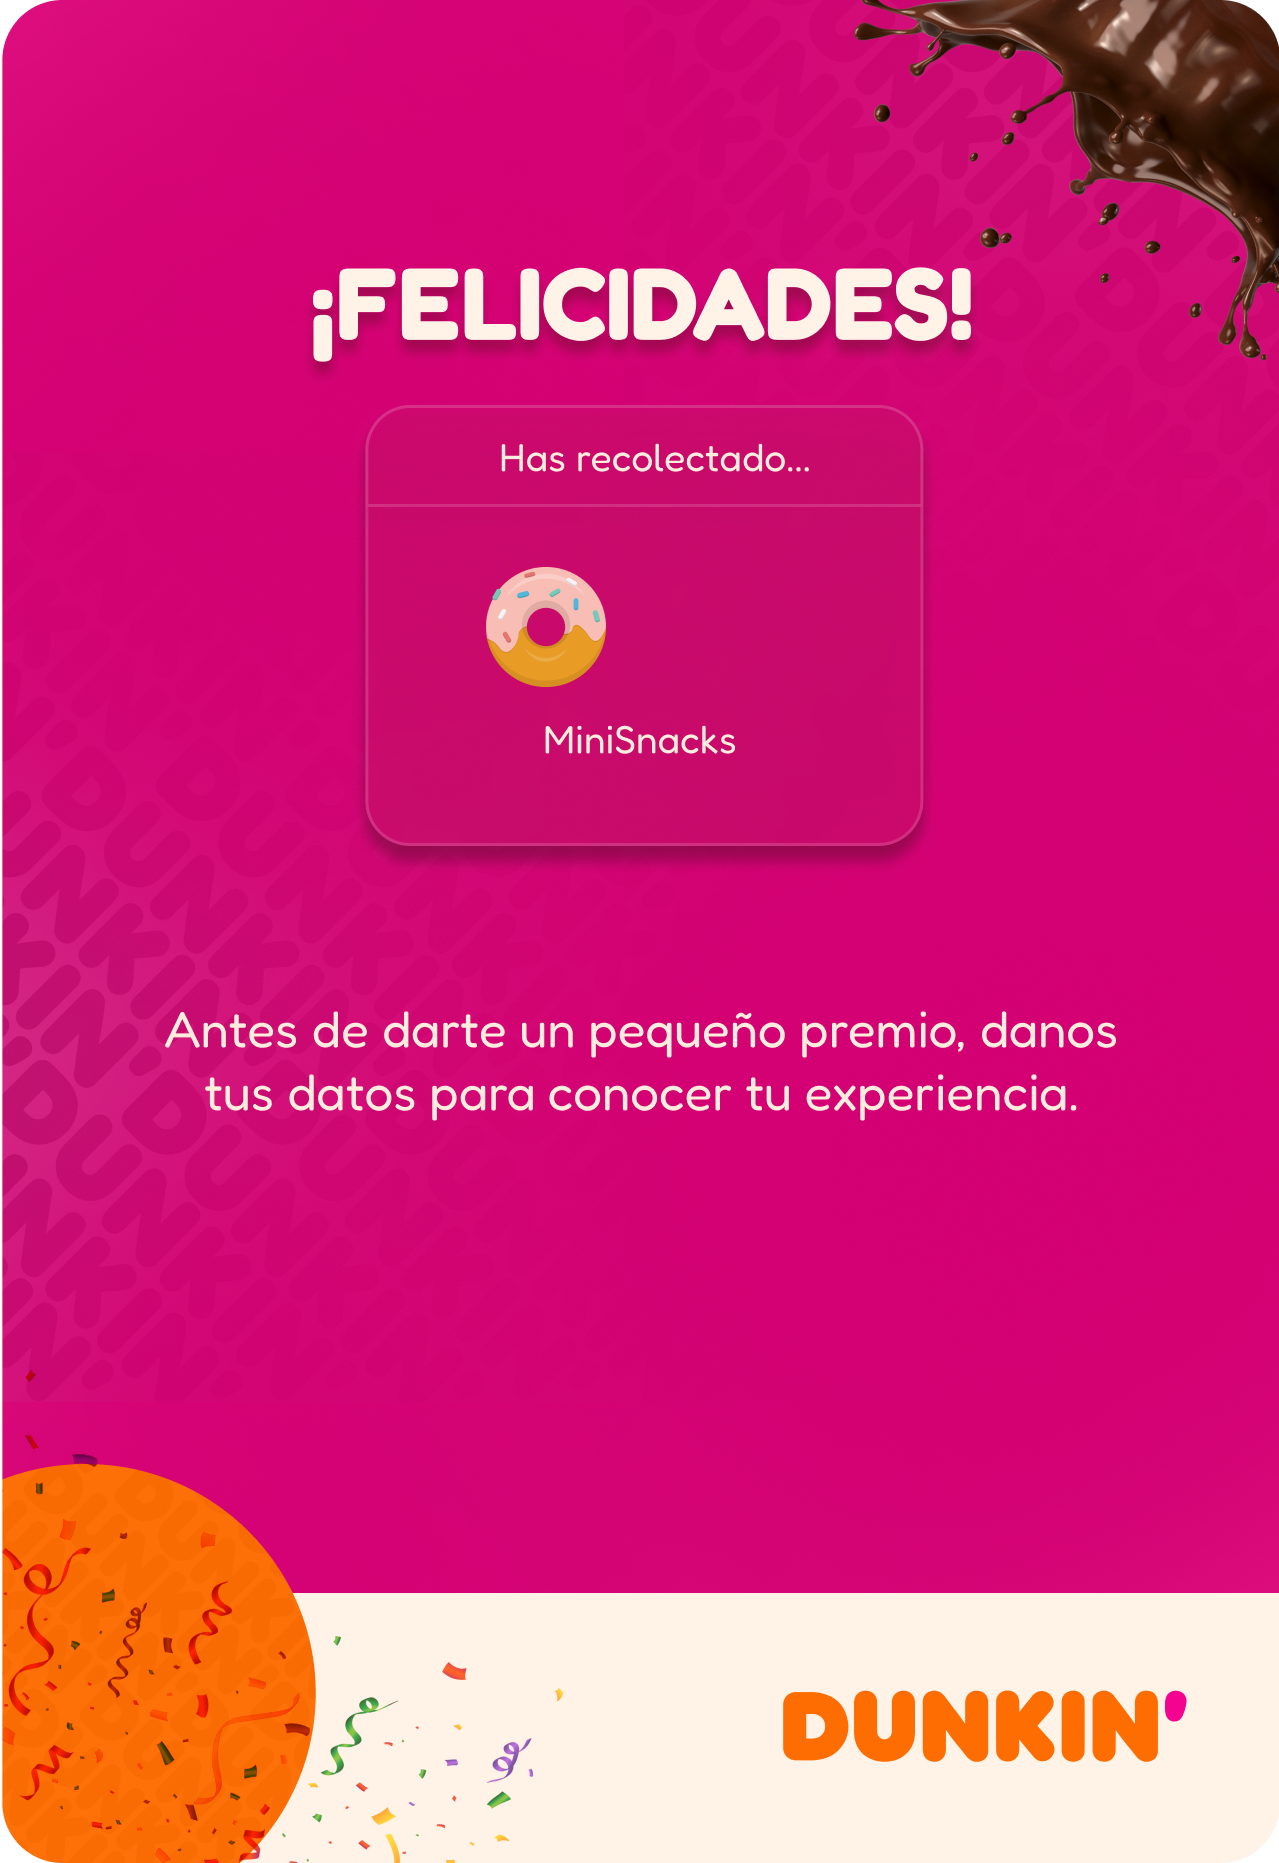 ¡FELICIDADES!
Has recolectado...
MiniSnacks
Antes de darte un pequeño premio, danos
tus datos para conocer tu experiencia.
DUNKIN'